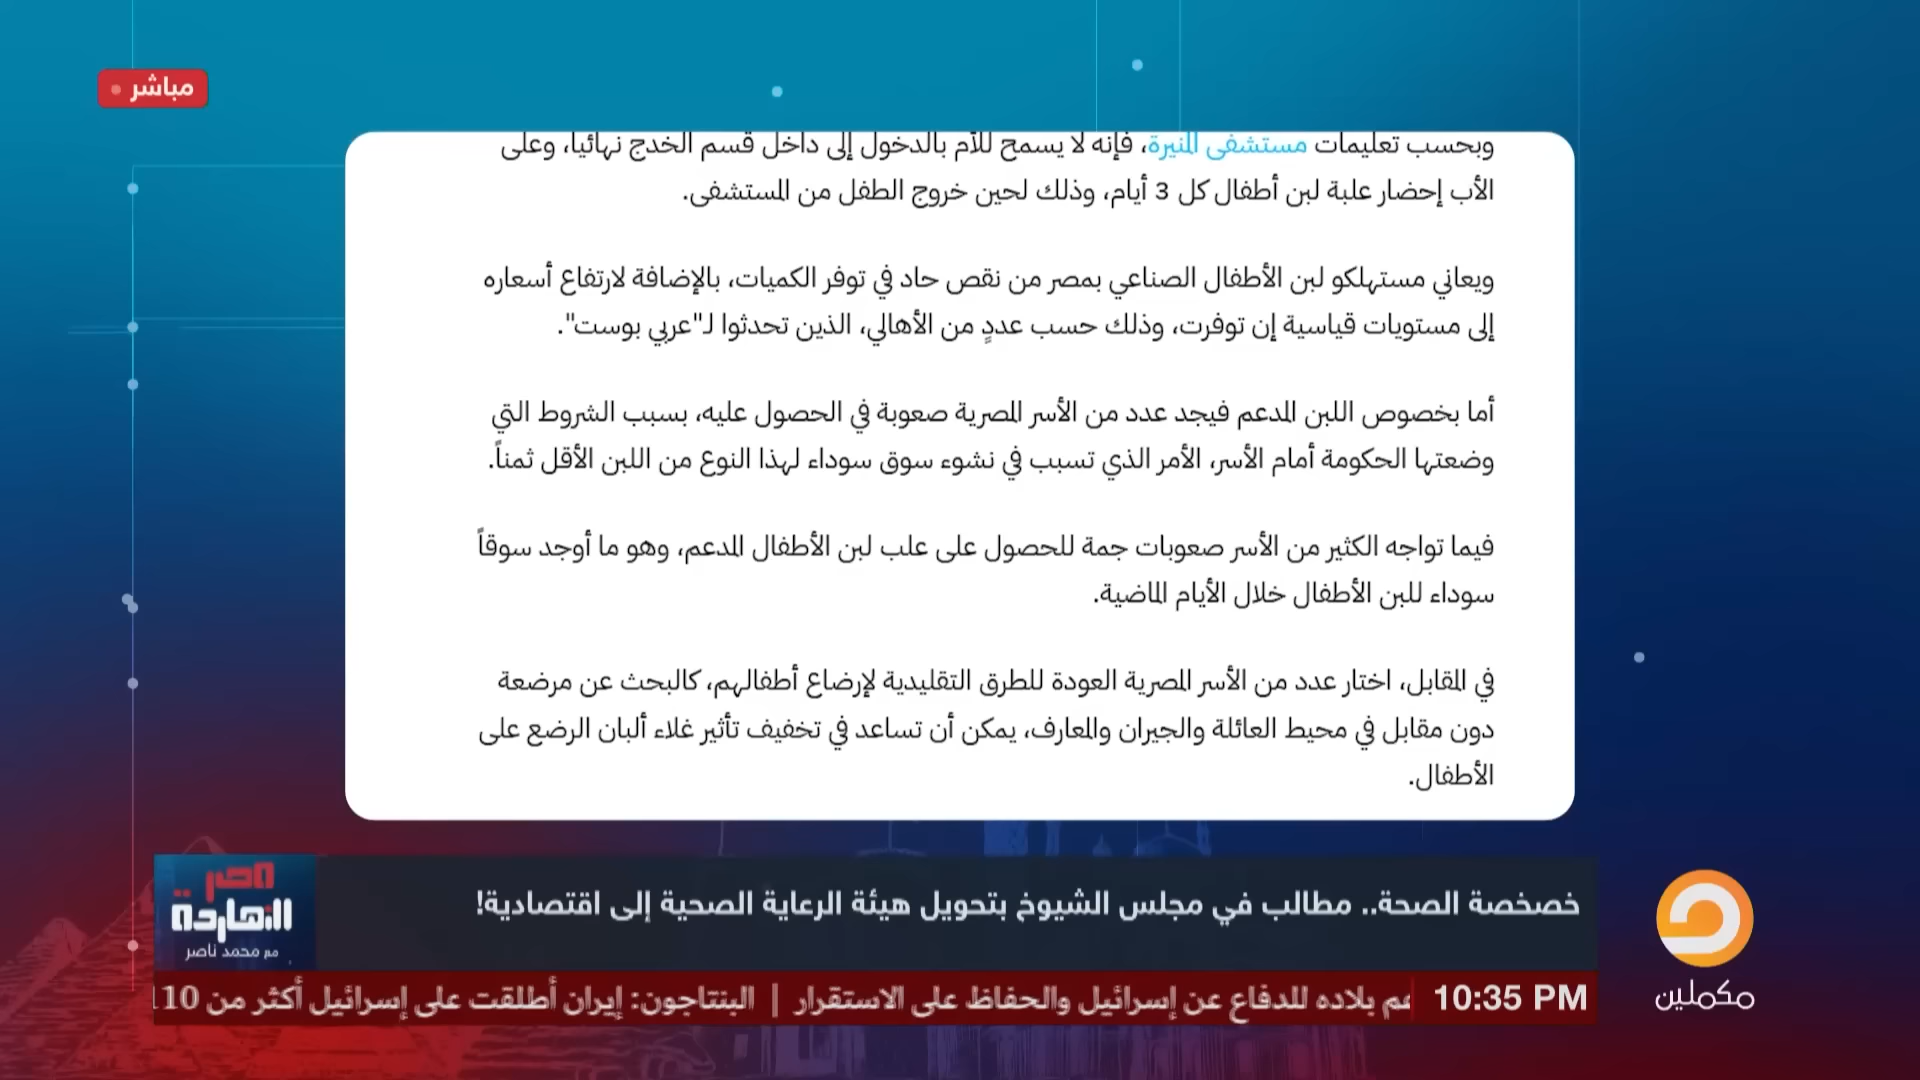 مباشر
وبحسب تعليمات مستشفى المنيرة، فإنه لا يسمح للأم بالدخول إلى داخل قسم الخدج نهائيا، وعلى
الأب إحضار علبة لبن أطفال كل 3 أيام، وذلك لحين خروج الطفل من المستشفى.
ويعاني مستهلكو لبن الأطفال الصناعي بمصر من نقص حاد في توفر الكميات، بالإضافة لارتفاع أسعاره
إلى مستويات قياسية إن توفرت، وذلك حسب عددٍ من الأهالي، الذين تحدثوا لـ"عربي بوست".
أما بخصوص اللبن المدعم فيجد عدد من الأسر المصرية صعوبة في الحصول عليه، بسبب الشروط التي
وضعتها الحكومة أمام الأسر، الأمر الذي تسبب في نشوء سوق سوداء لهذا النوع من اللبن الأقل ثمناً.
فيما تواجه الكثير من الأسر صعوبات جمة للحصول على علب لبن الأطفال المدعم، وهو ما أوجد سوقاً
سوداء للبن الأطفال خلال الأيام الماضية.
في المقابل، اختار عدد من الأسر المصرية العودة للطرق التقليدية لإرضاع أطفالهم، كالبحث عن مرضعة
دون مقابل في محيط العائلة والجيران والمعارف، يمكن أن تساعد في تخفيف تأثير غلاء ألبان الرضع على
الأطفال.
خصخصة الصحة.. مطالب في مجلس الشيوخ بتحويل هيئة الرعاية الصحية إلى اقتصادية!
مصر
النهاردة
مع محمد ناصر
10:35 PM
عم بلاده للدفاع عن إسرائيل والحفاظ على الاستقرار | البنتاجون: إيران أطلقت على إسرائيل أكثر من 110
مكملين